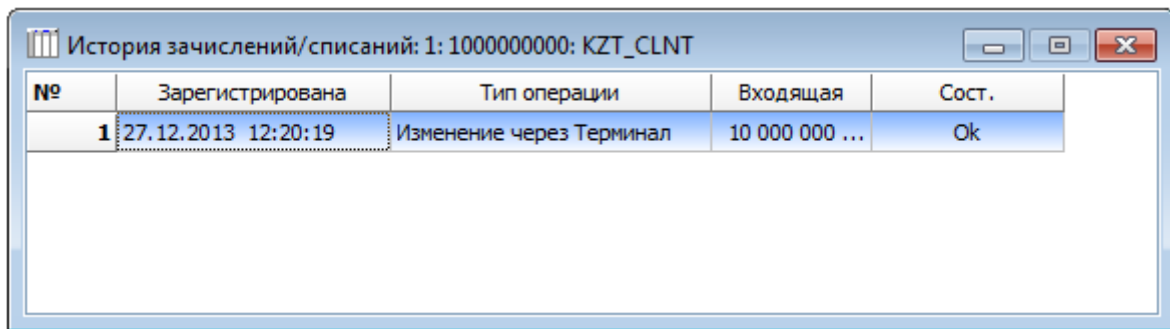 История зачислений/списаний: 1: 1000000000: KZT_CLNT
№ Зарегистрирована Тип операции Входящая Сост.
1 27.12.2013 12:20:19 Изменение через Терминал 10 000 000 ... Ok